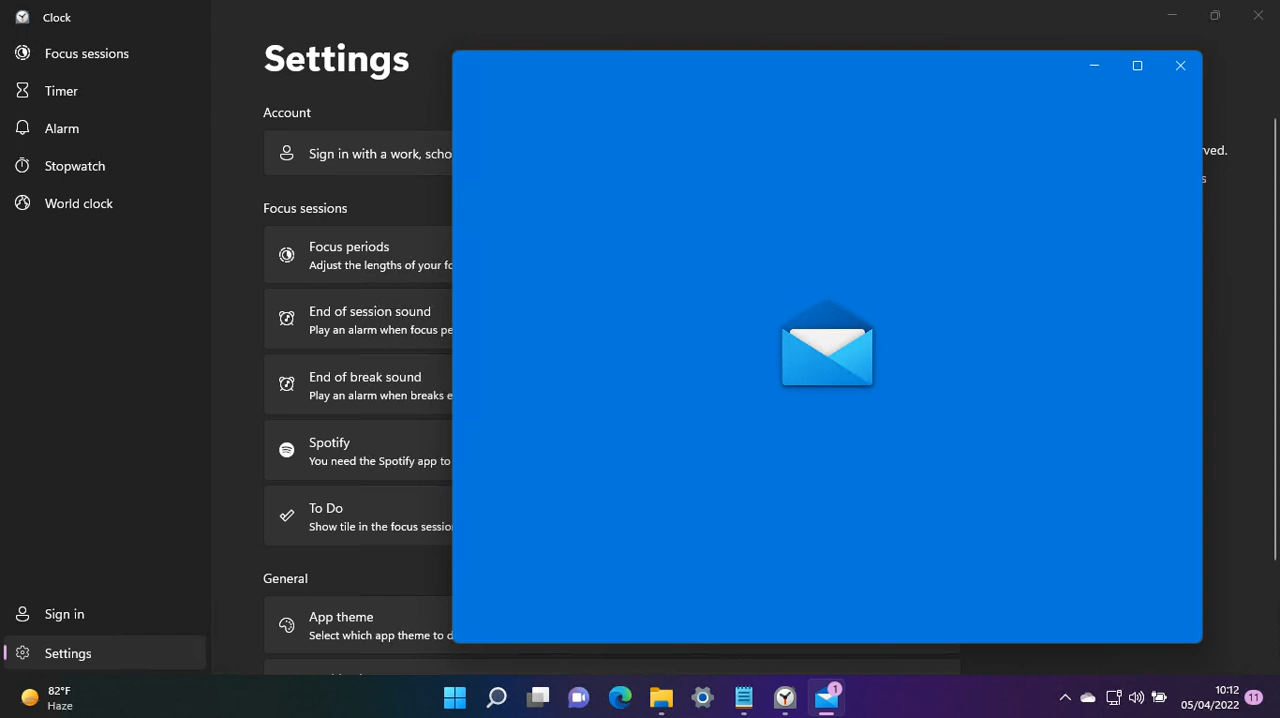 Clock
Focus sessions
Timer
Alarm
Stopwatch
World clock
Sign in
Settings
Settings
Account
Sign in with a work, scho
Focus sessions
Focus periods
Adjust the lengths of your fo
End of session sound
Play an alarm when focus pe
End of break sound
Play an alarm when breaks e
Spotify
You need the Spotify app to
To Do
Show tile in the focus session
General
App theme
Select which app theme to d
rved.
s
82°F
Haze
1
10:12
05/04/2022
11